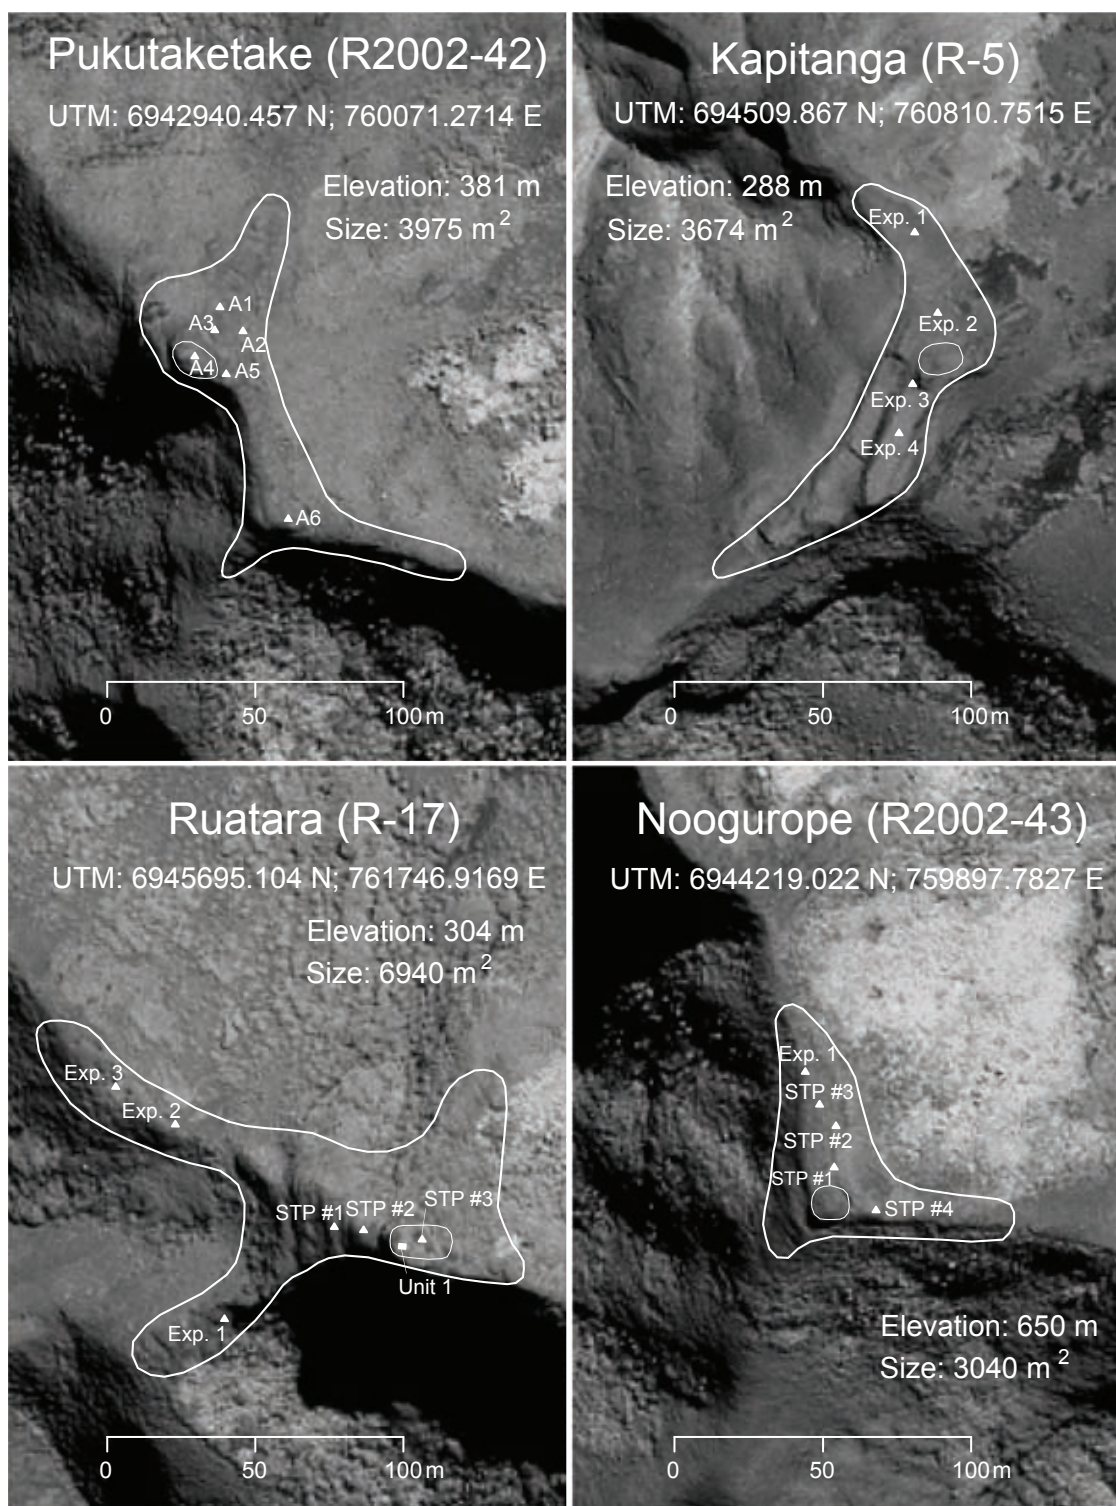 Pukutaketake (R2002-42)
UTM: 6942940.457 N; 760071.2714 E
Elevation: 381 m
Size: 3975 m²
A1
A3
A2
A4
A5
A6
0 50 100 m
Kapitanga (R-5)
UTM: 694509.867 N; 760810.7515 E
Elevation: 288 m
Size: 3674 m²
Exp. 1
Exp. 2
Exp. 3
Exp. 4
0 50 100 m
Ruatara (R-17)
UTM: 6945695.104 N; 761746.9169 E
Elevation: 304 m
Size: 6940 m²
Exp. 3
Exp. 2
STP #1 STP #2 STP #3
Unit 1
Exp. 1
0 50 100 m
Noogurope (R2002-43)
UTM: 6944219.022 N; 759897.7827 E
Exp. 1
STP #3
STP #2
STP #1
STP #4
Elevation: 650 m
Size: 3040 m²
0 50 100 m